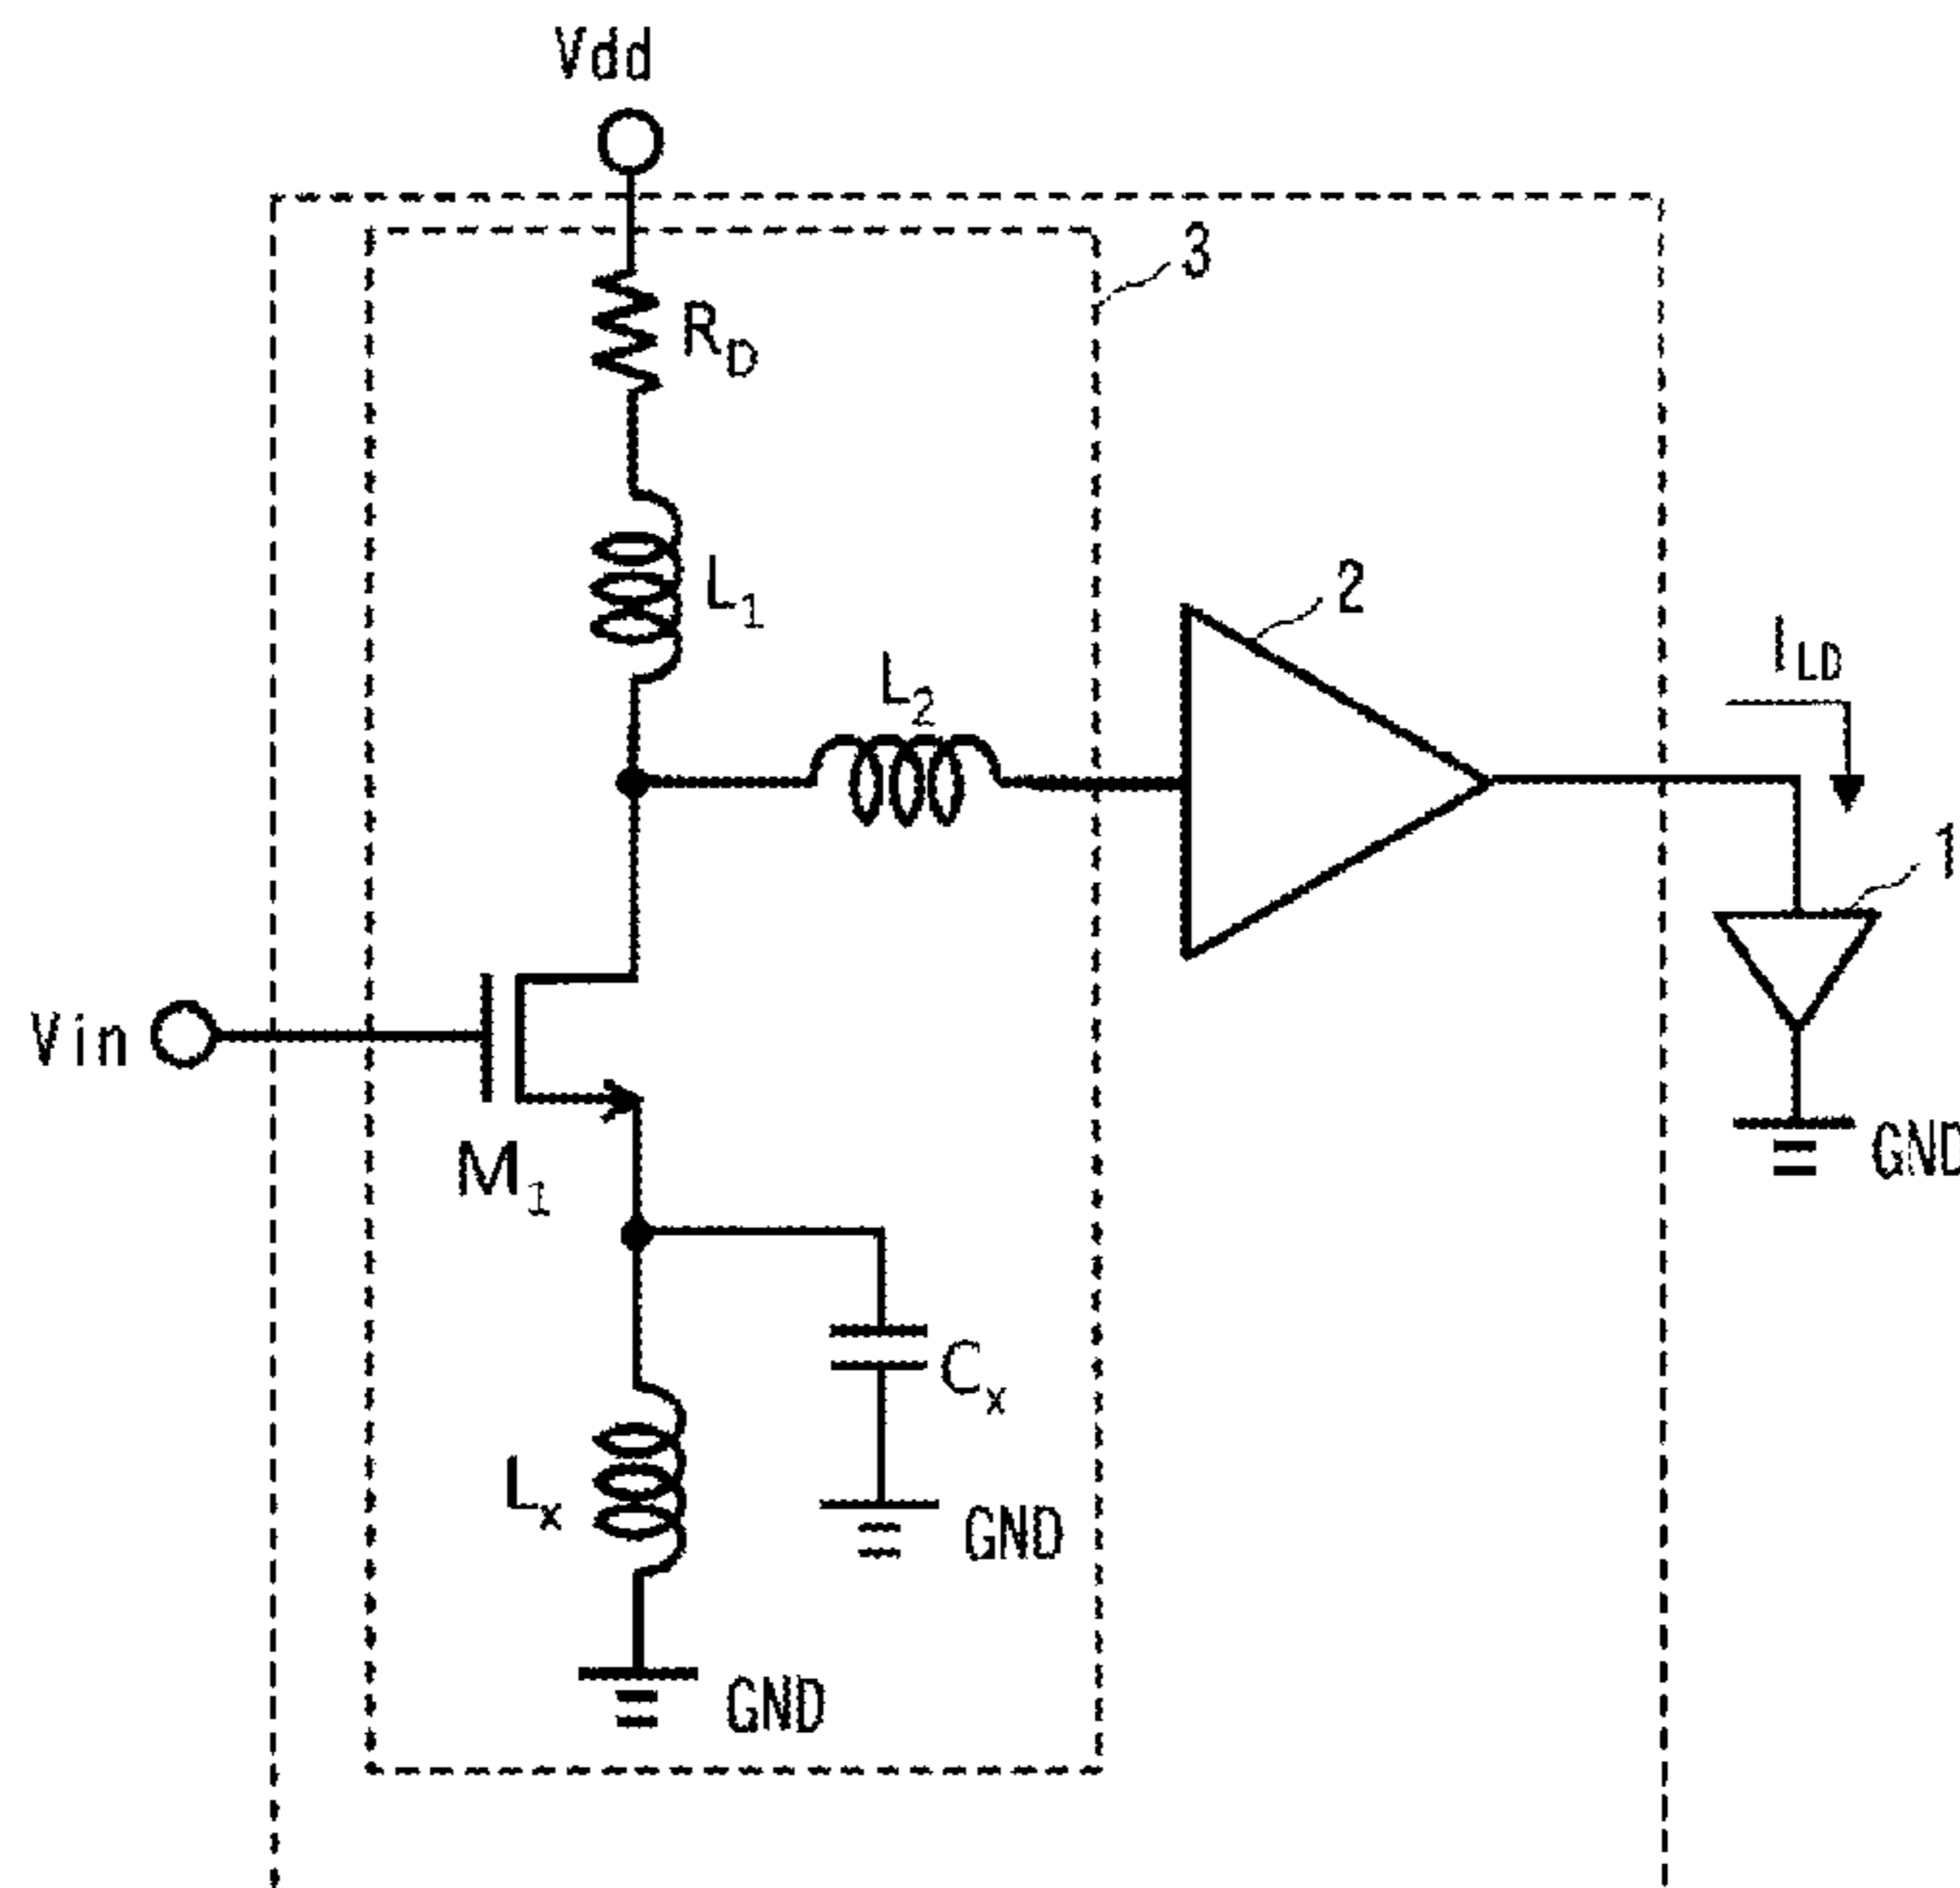 Vdd
3
R_D
L_1
2
L_2
I_LD
1
Vin
M_1
C_x
L_x
GND
GND
GND